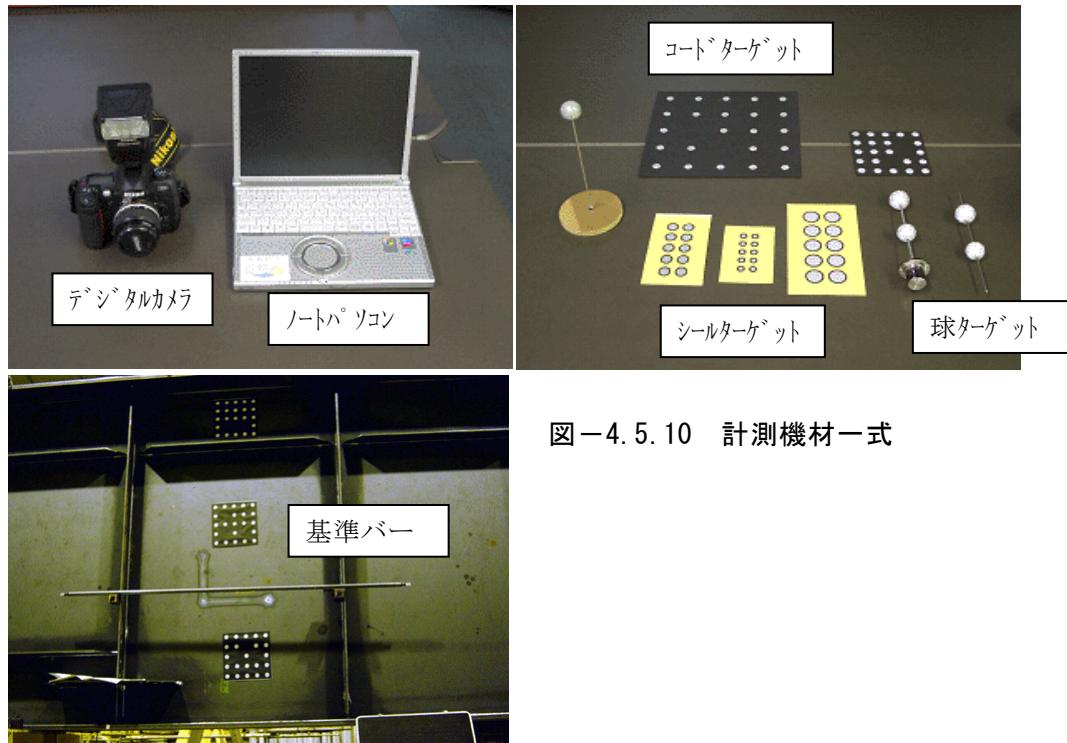 コードターゲット
Nikon
デジタルカメラ
ノートパソコン
シールターゲット
球ターゲット
基準バー
図－4.5.10　計測機材一式